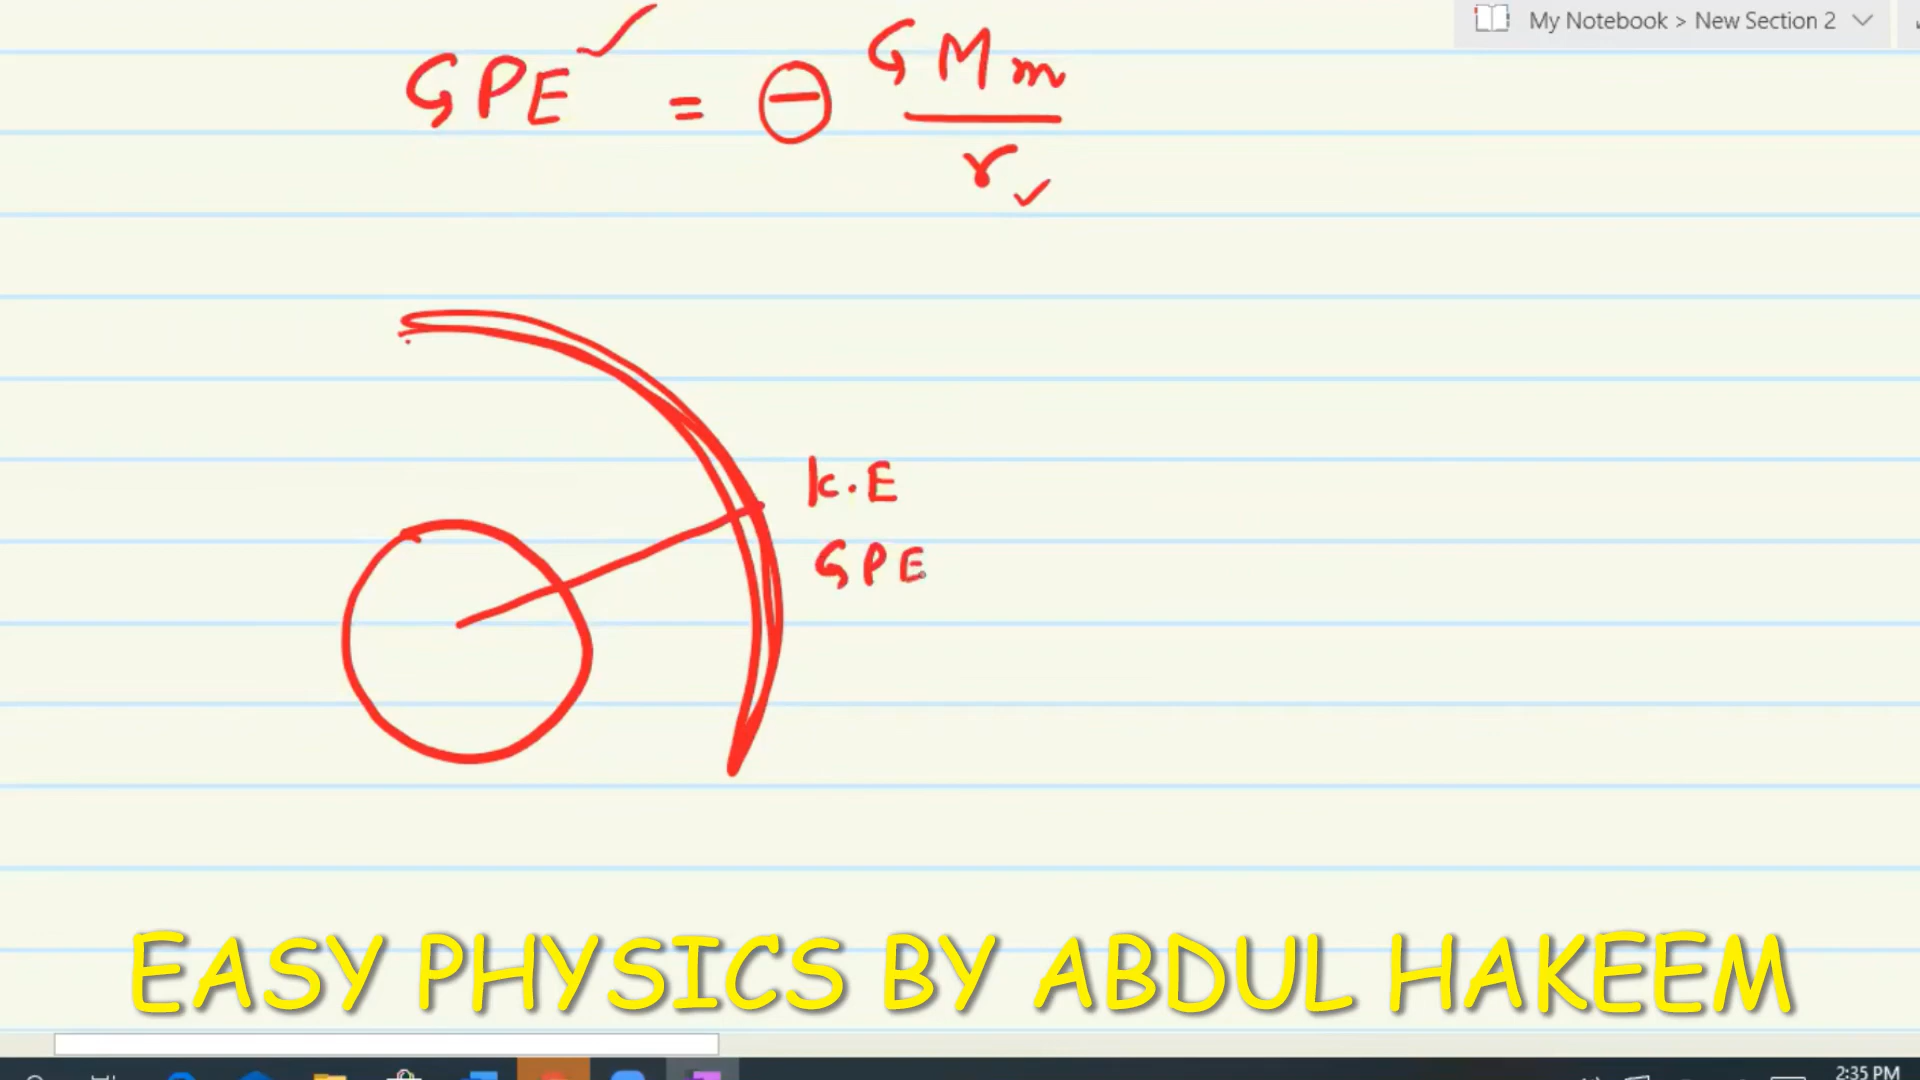 My Notebook > New Section 2
GPE = - GMm / r
K.E
GPE
EASY PHYSICS BY ABDUL HAKEEM
2:35 PM